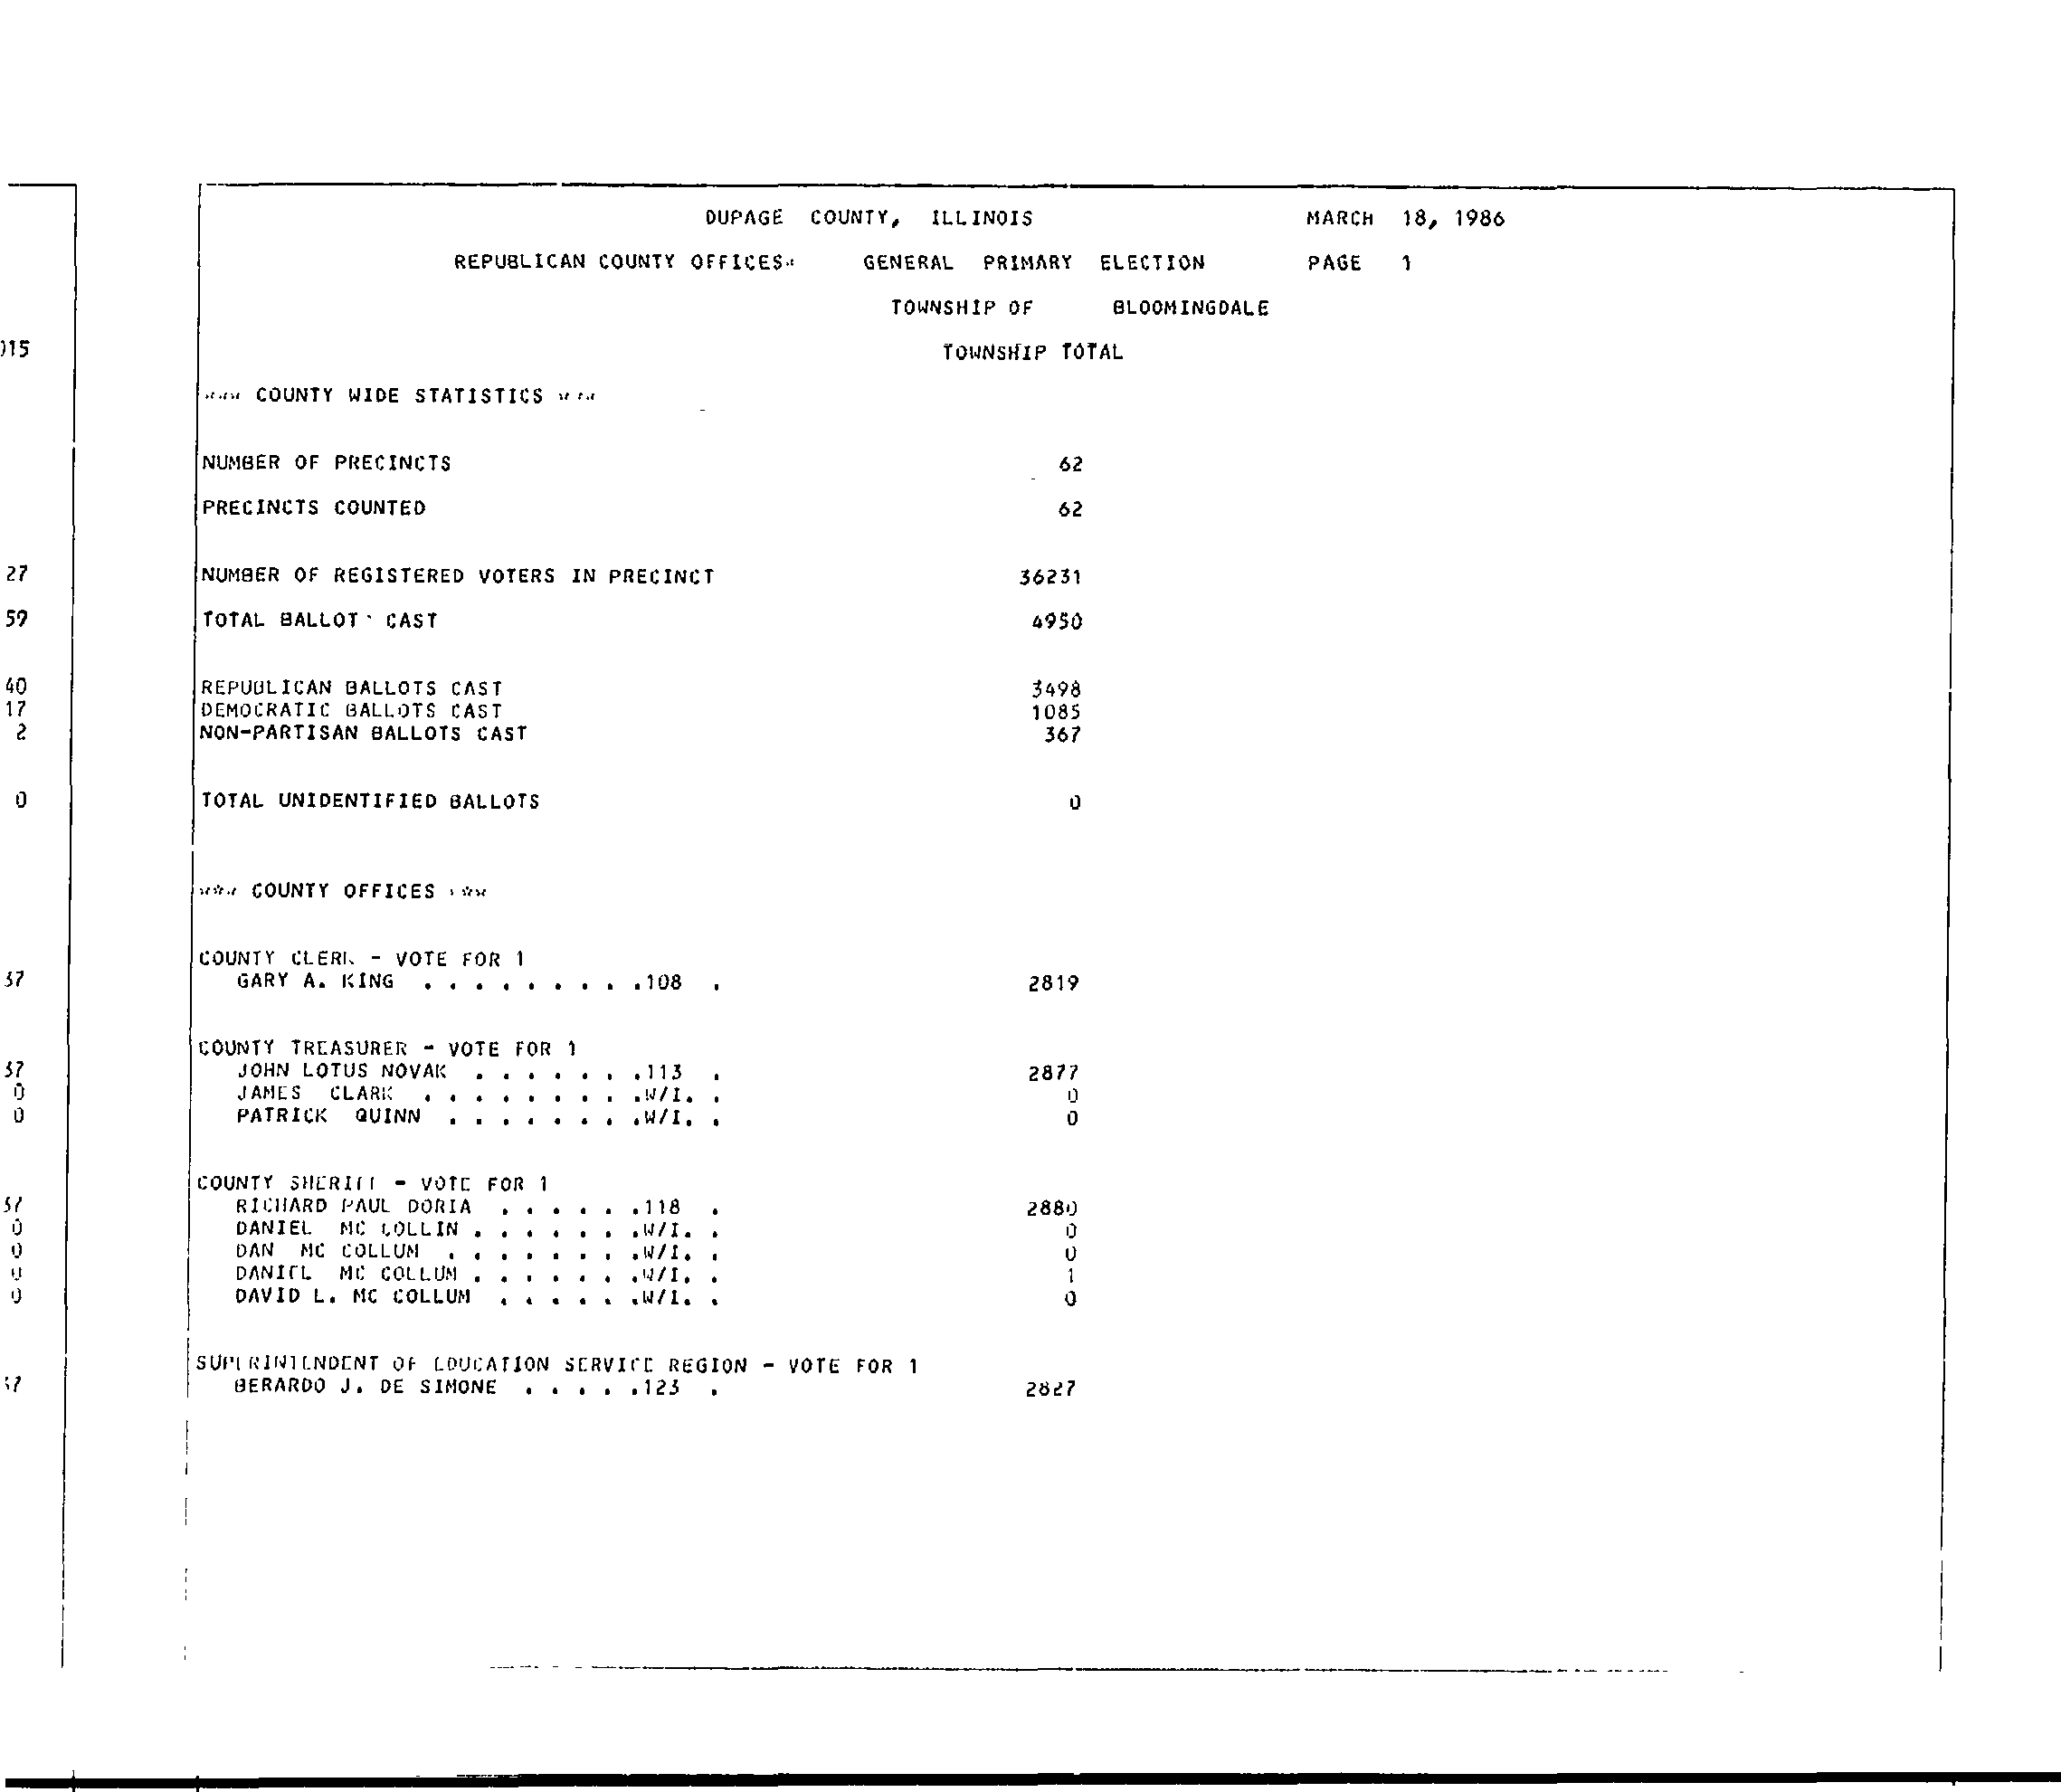 DUPAGE COUNTY, ILLINOIS MARCH 18, 1986
REPUBLICAN COUNTY OFFICES* GENERAL PRIMARY ELECTION PAGE 1
TOWNSHIP OF BLOOMINGDALE
TOWNSHIP TOTAL
*** COUNTY WIDE STATISTICS ***
NUMBER OF PRECINCTS 62
PRECINCTS COUNTED 62
NUMBER OF REGISTERED VOTERS IN PRECINCT 36231
TOTAL BALLOT CAST 4950
REPUBLICAN BALLOTS CAST 3498
DEMOCRATIC BALLOTS CAST 1085
NON-PARTISAN BALLOTS CAST 367
TOTAL UNIDENTIFIED BALLOTS 0
*** COUNTY OFFICES ***
COUNTY CLERK - VOTE FOR 1
GARY A. KING . . . . . . . . .108 . 2819
COUNTY TREASURER - VOTE FOR 1
JOHN LOTUS NOVAK . . . . . . .113 . 2877
JAMES CLARK . . . . . . . . .W/I. . 0
PATRICK QUINN . . . . . . . .W/I. . 0
COUNTY SHERIFF - VOTE FOR 1
RICHARD PAUL DORIA . . . . . .118 . 2880
DANIEL MC COLLIN . . . . . . .W/I. . 0
DAN MC COLLUM . . . . . . . .W/I. . 0
DANIEL MC COLLUM . . . . . . .W/I. . 1
DAVID L. MC COLLUM . . . . . .W/I. . 0
SUPERINTENDENT OF EDUCATION SERVICE REGION - VOTE FOR 1
BERARDO J. DE SIMONE . . . . .123 . 2827
27
59
40
17
2
0
37
37
0
0
37
0
0
0
0